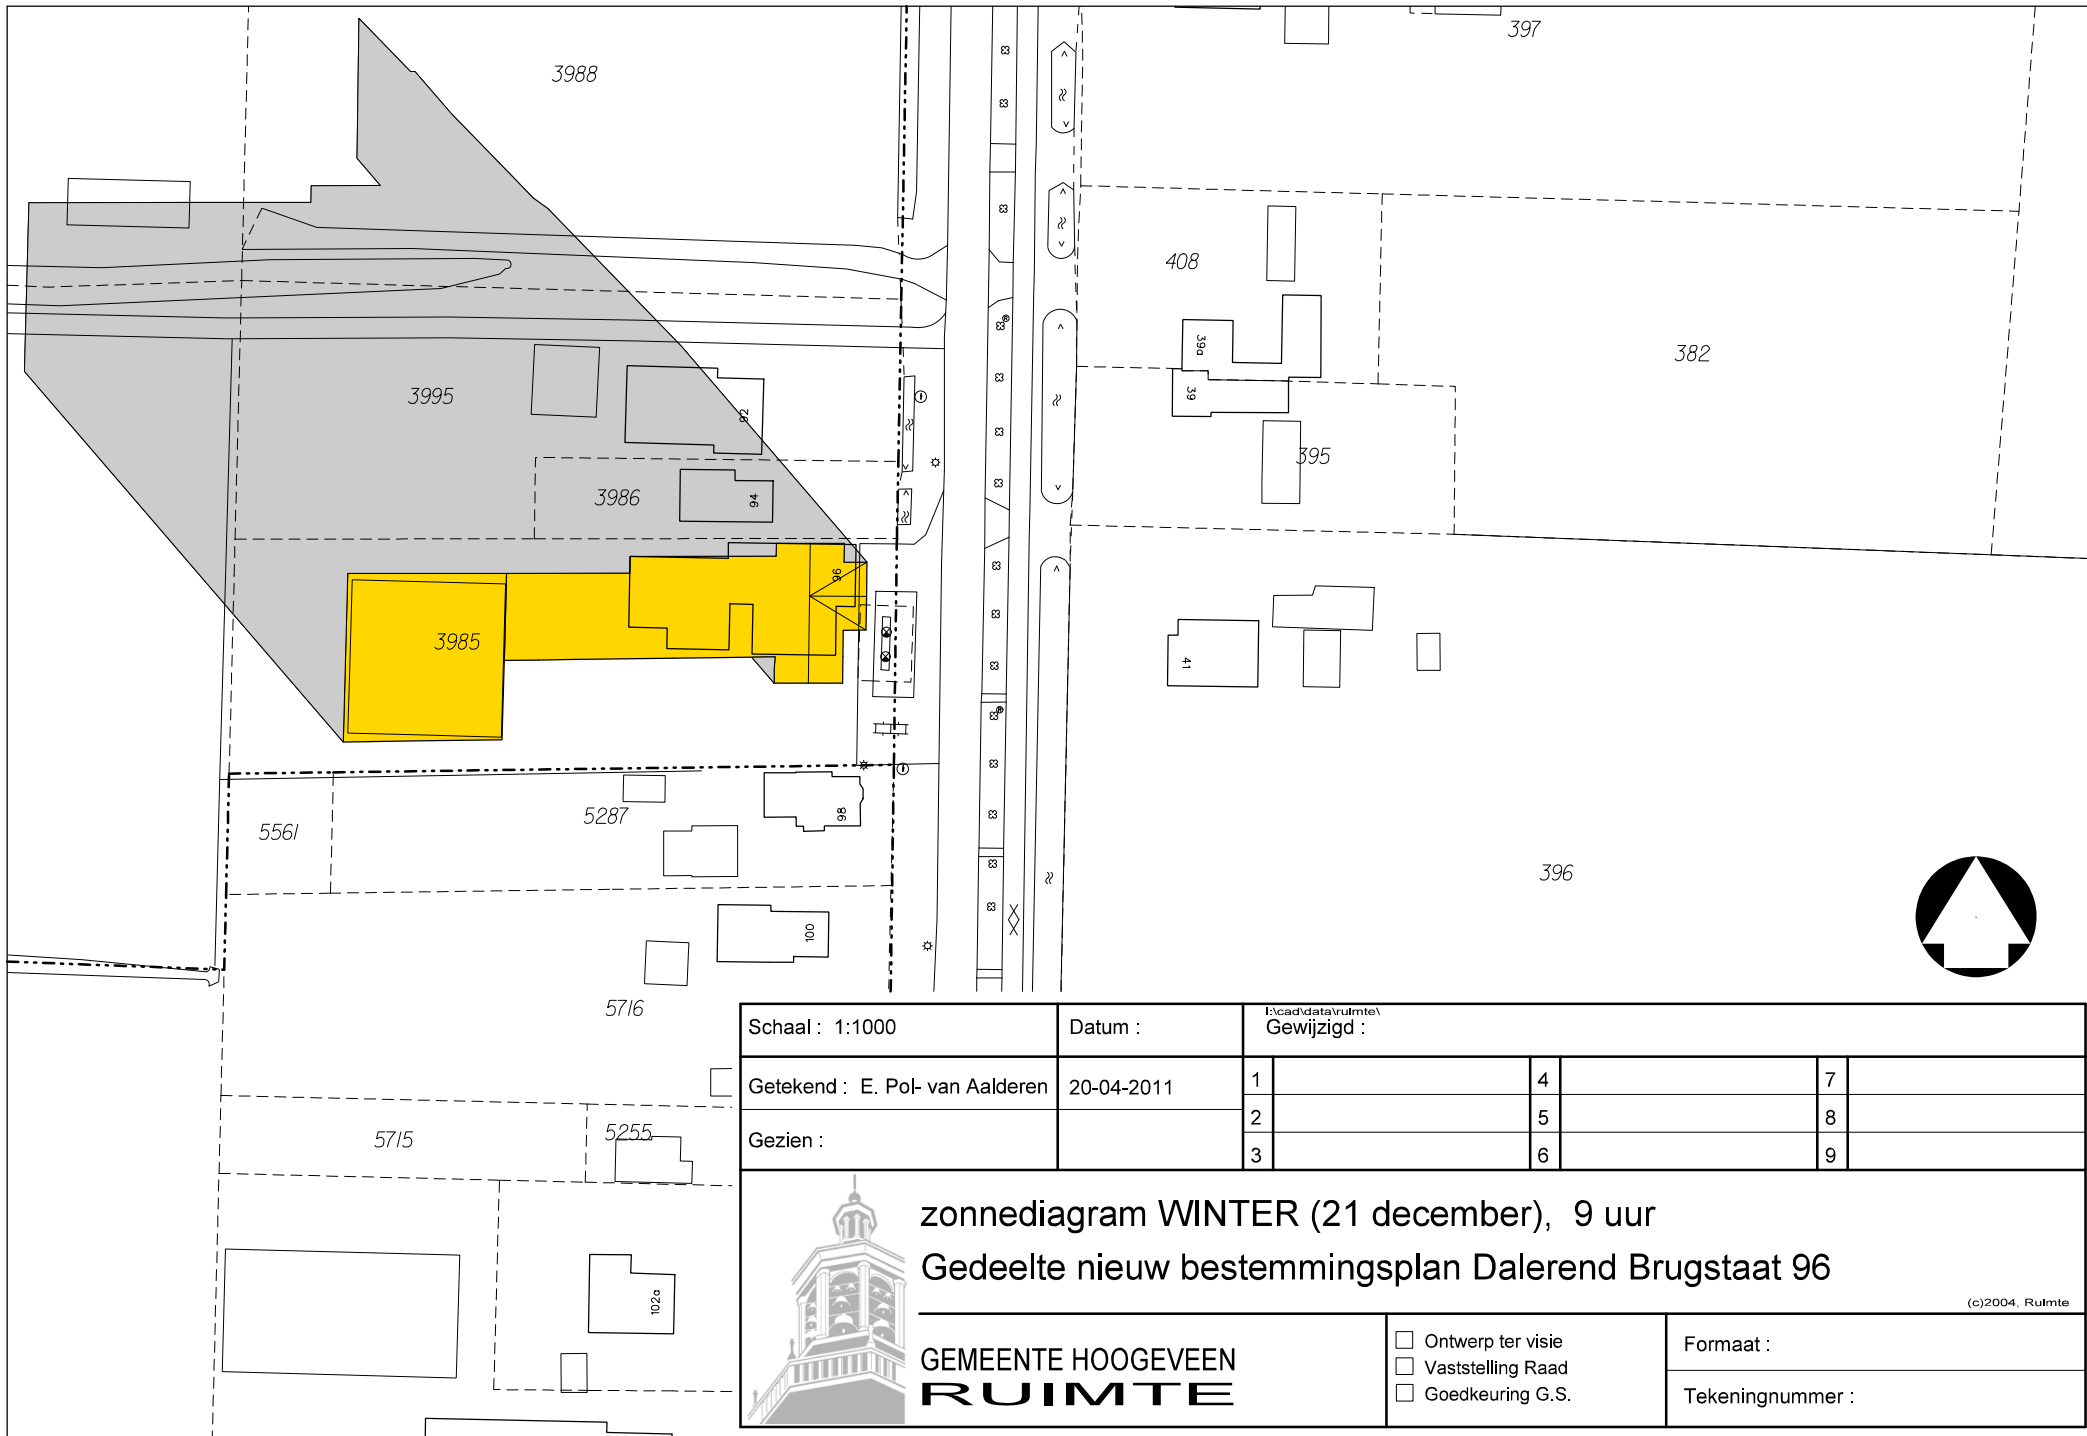 397
3988
408
382
39a
39
395
3995
92
3986
94
96
3985
41
5561
5287
98
396
100
5716
5715
5255
102a
I:\cad\data\ruimte\
Schaal : 1:1000
Datum :
Gewijzigd :
Getekend : E. Pol- van Aalderen
20-04-2011
Gezien :
1
4
7
2
5
8
3
6
9
zonnediagram WINTER (21 december), 9 uur
Gedeelte nieuw bestemmingsplan Dalerend Brugstaat 96
(c)2004, Ruimte
GEMEENTE HOOGEVEEN
RUIMTE
Ontwerp ter visie
Vaststelling Raad
Goedkeuring G.S.
Formaat :
Tekeningnummer :